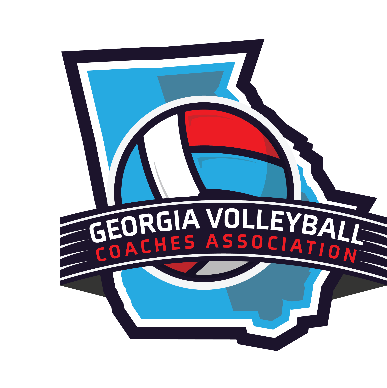 GEORGIA VOLLEYBALL
COACHES ASSOCIATION